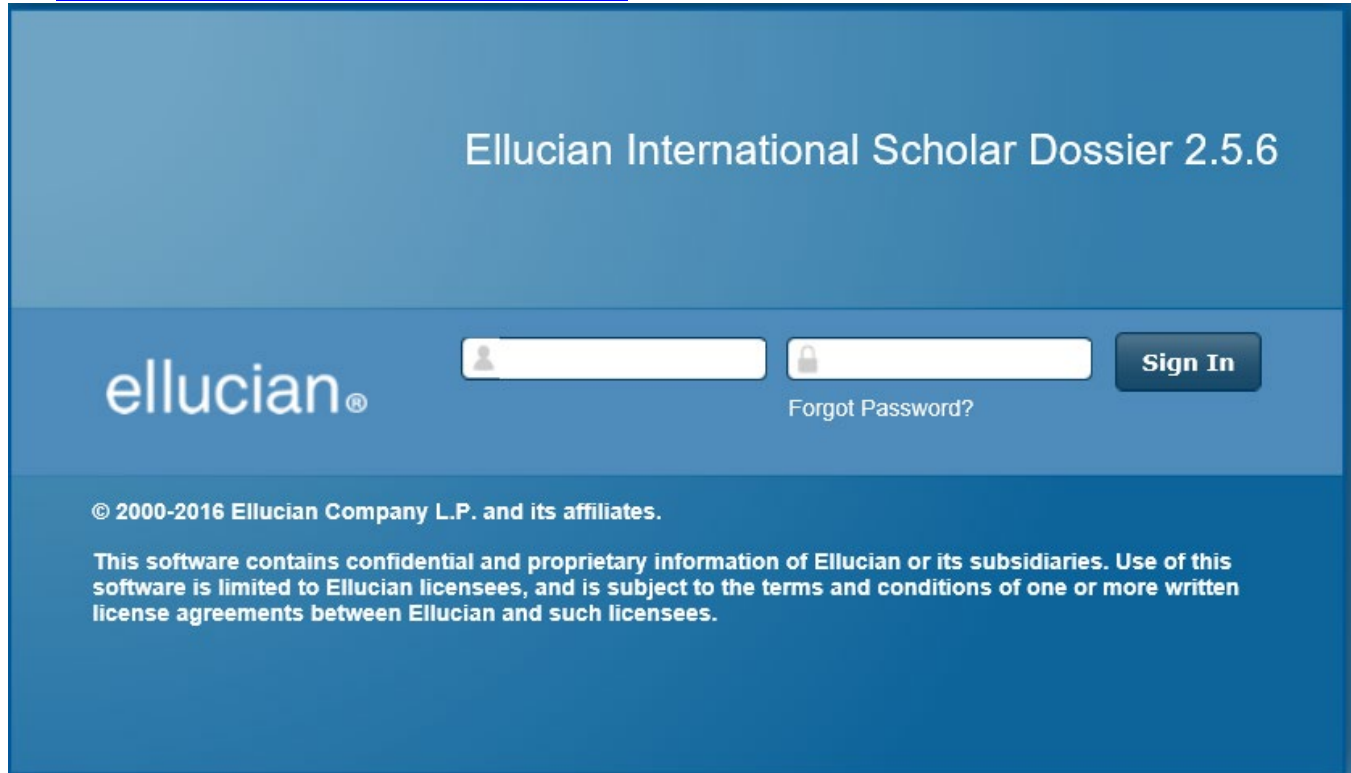 Ellucian International Scholar Dossier 2.5.6
ellucian®
Sign In
Forgot Password?
© 2000-2016 Ellucian Company L.P. and its affiliates.
This software contains confidential and proprietary information of Ellucian or its subsidiaries. Use of this
software is limited to Ellucian licensees, and is subject to the terms and conditions of one or more written
license agreements between Ellucian and such licensees.